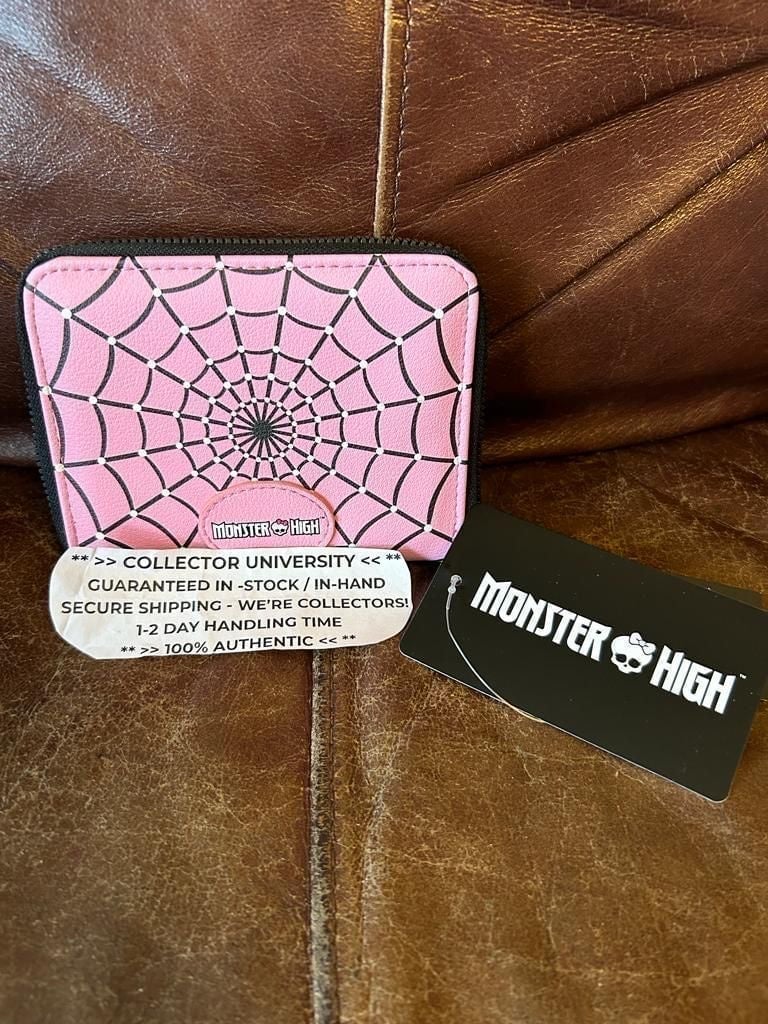 MONSTER HIGH™
** >> COLLECTOR UNIVERSITY << **
GUARANTEED IN -STOCK / IN-HAND
SECURE SHIPPING - WE'RE COLLECTORS!
1-2 DAY HANDLING TIME
** >> 100% AUTHENTIC << **
MONSTER HIGH™